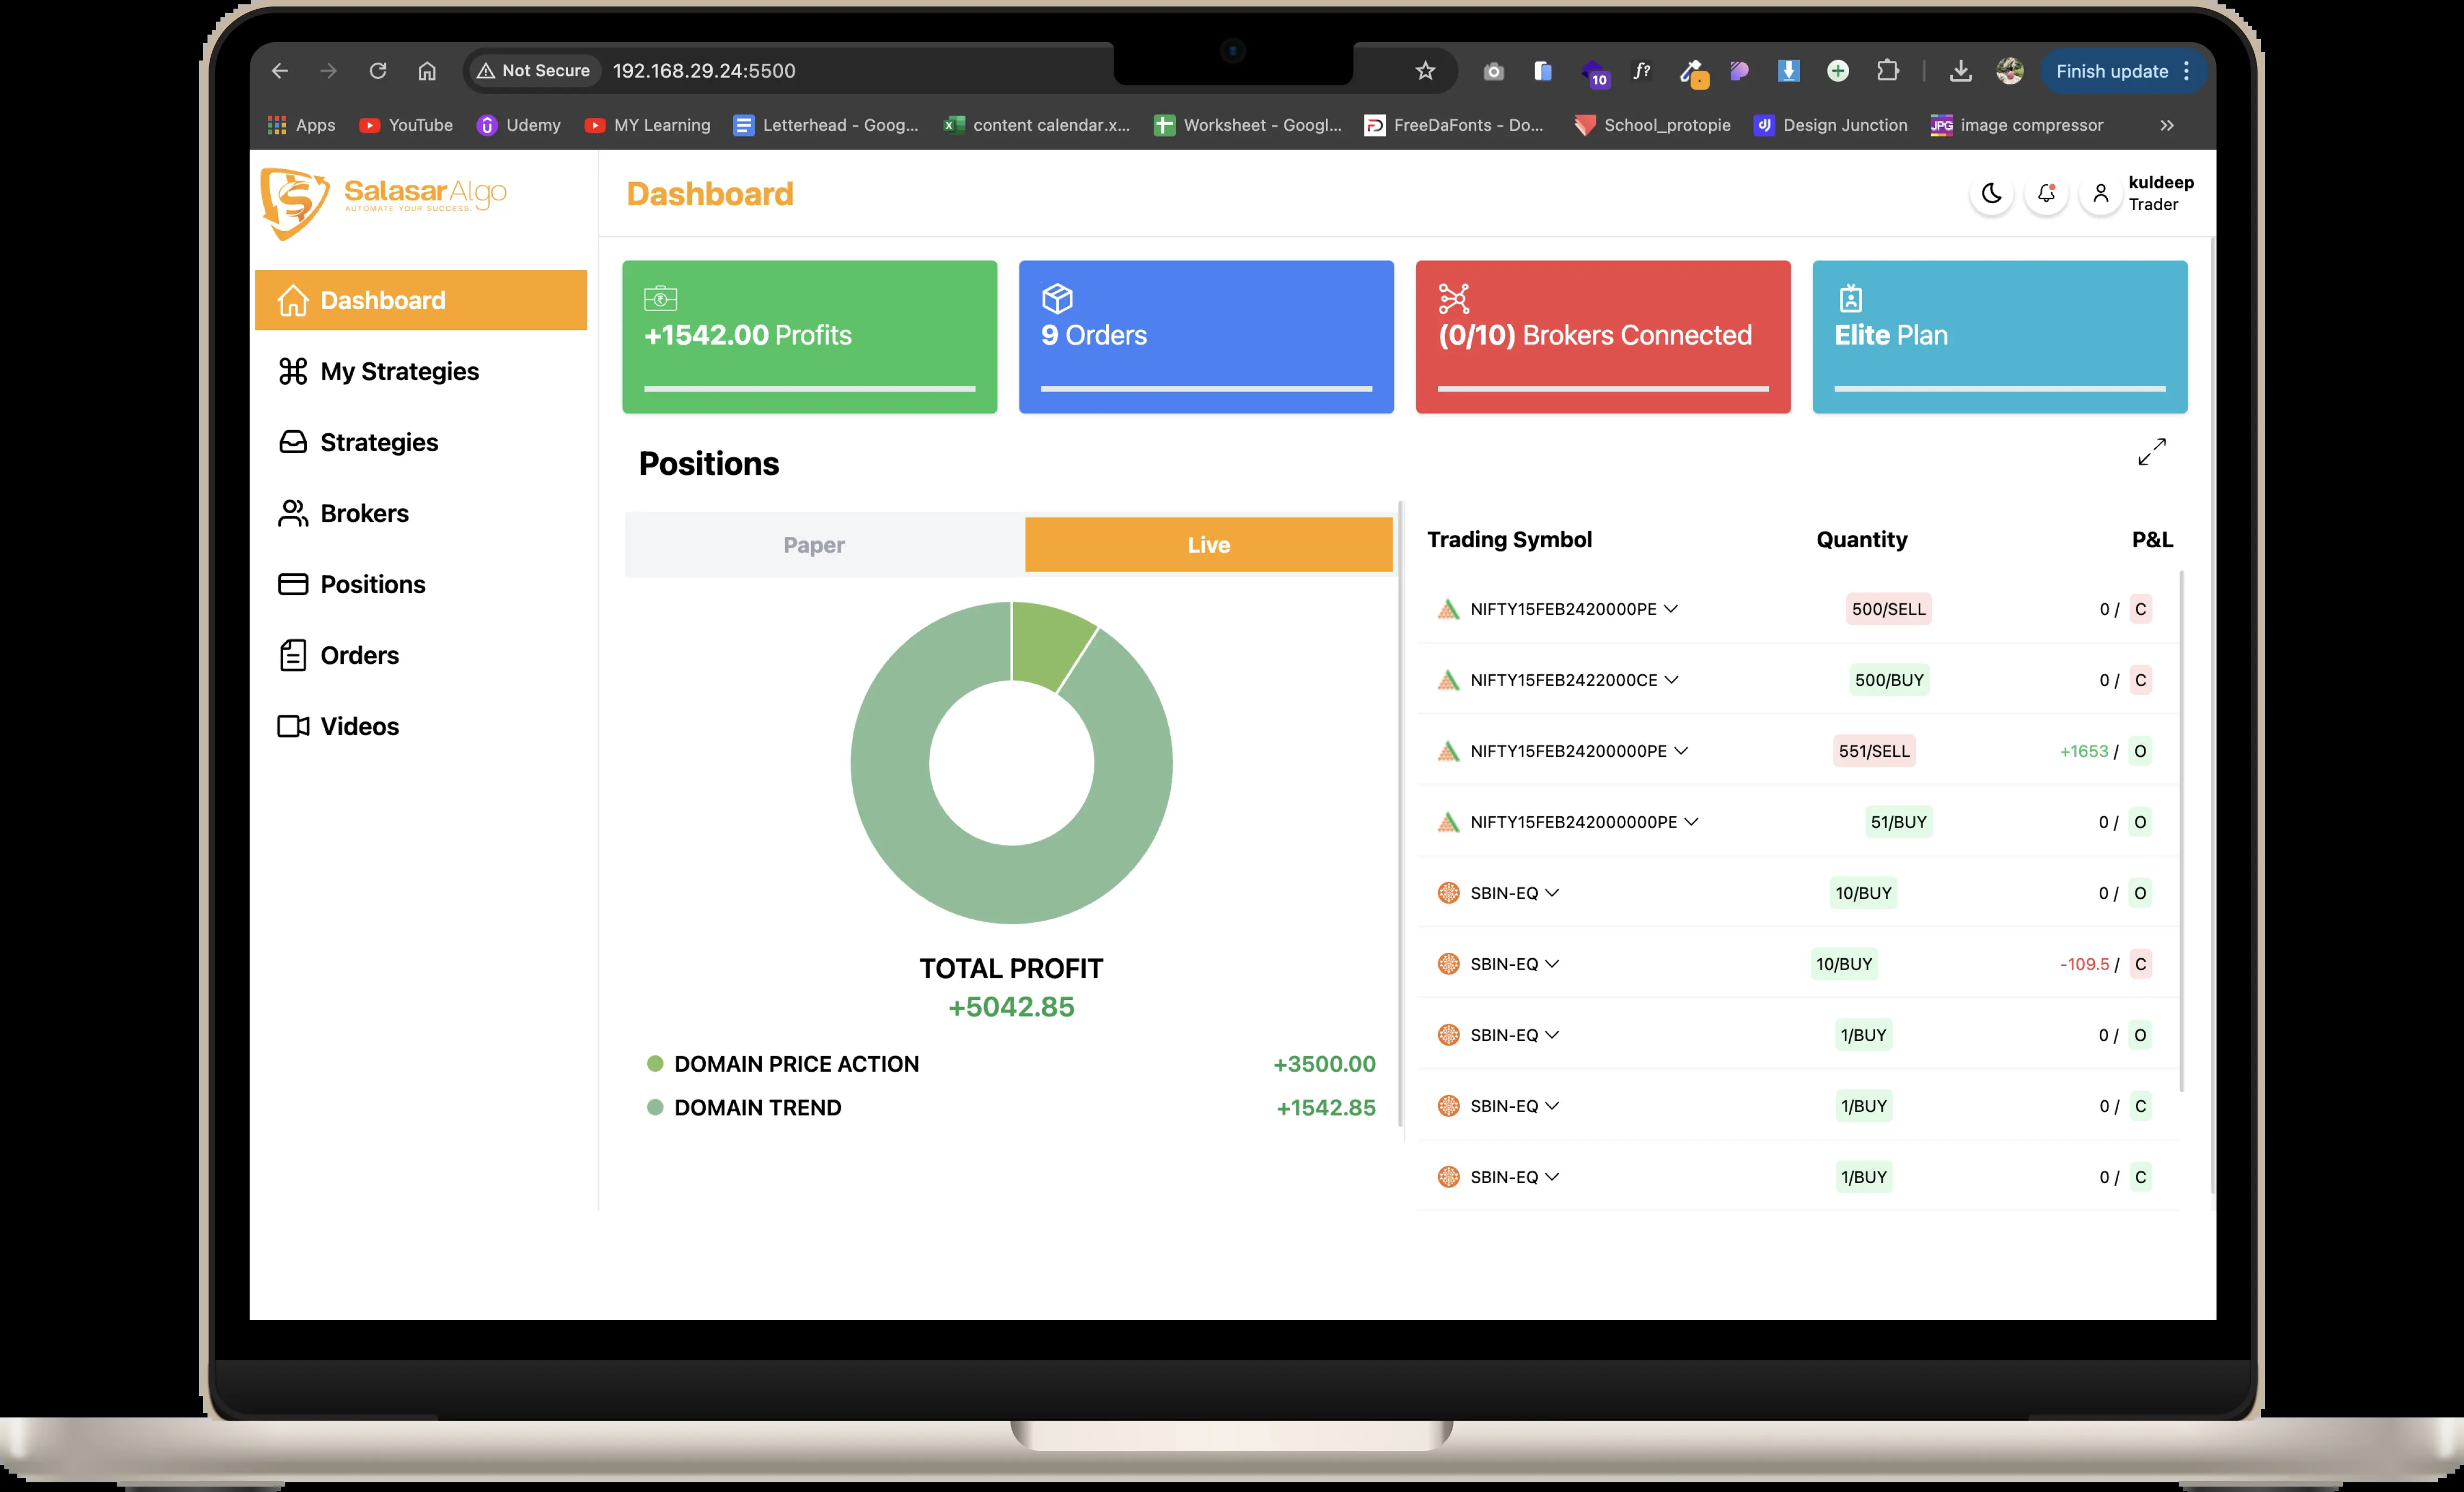 Not Secure 192.168.29.24:5500
10
f?
Finish update
Apps
YouTube
Udemy
MY Learning
Letterhead - Goog...
content calendar.x...
Worksheet - Googl...
FreeDaFonts - Do...
School_protopie
Design Junction
JPG image compressor
SalasarAlgo
AUTOMATE YOUR SUCCESS.
Dashboard
kuldeep
Trader
Dashboard
My Strategies
Strategies
Brokers
Positions
Orders
Videos
+1542.00 Profits
9 Orders
(0/10) Brokers Connected
Elite Plan
Positions
Paper
Live
TOTAL PROFIT
+5042.85
DOMAIN PRICE ACTION +3500.00
DOMAIN TREND +1542.85
Trading Symbol Quantity P&L
NIFTY15FEB2420000PE 500/SELL 0 / C
NIFTY15FEB2422000CE 500/BUY 0 / C
NIFTY15FEB24200000PE 551/SELL +1653 / O
NIFTY15FEB242000000PE 51/BUY 0 / O
SBIN-EQ 10/BUY 0 / O
SBIN-EQ 10/BUY -109.5 / C
SBIN-EQ 1/BUY 0 / O
SBIN-EQ 1/BUY 0 / C
SBIN-EQ 1/BUY 0 / C